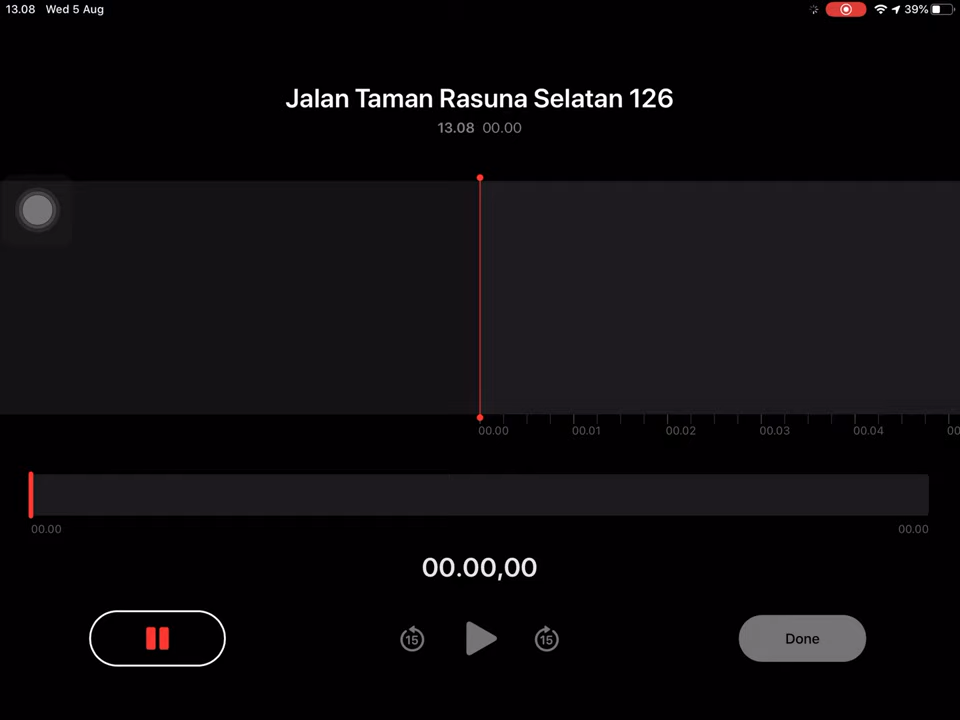 13.08 Wed 5 Aug 39%
Jalan Taman Rasuna Selatan 126
13.08 00.00
00.00 00.01 00.02 00.03 00.04 00
00.00 00.00
00.00,00
15 15 Done